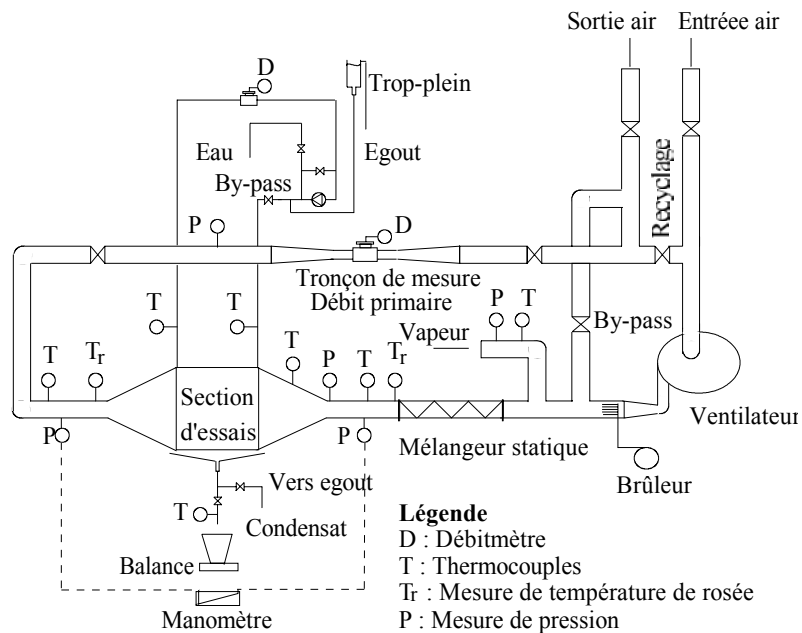 Sortie air
Entréee air
D
Trop-plein
Eau
Egout
By-pass
Recyclage
P
D
Tronçon de mesure
Débit primaire
T
T
P
T
By-pass
Vapeur
T
Tr
T
P
T
Tr
Section
d'essais
Ventilateur
P
P
Mélangeur statique
Brûleur
Vers egout
T
Condensat
Balance
Manomètre
Légende
D : Débitmètre
T : Thermocouples
Tr : Mesure de température de rosée
P : Mesure de pression